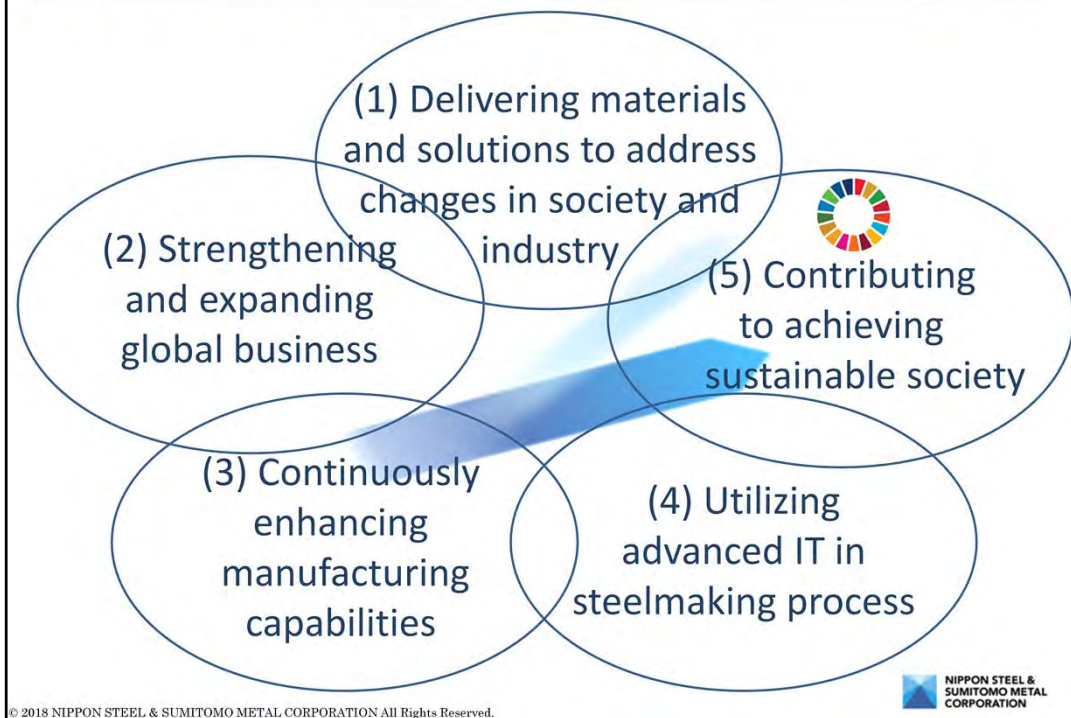 (1) Delivering materials
and solutions to address
changes in society and
industry
(2) Strengthening
and expanding
global business
(3) Continuously
enhancing
manufacturing
capabilities
(4) Utilizing
advanced IT in
steelmaking process
(5) Contributing
to achieving
sustainable society
© 2018 NIPPON STEEL & SUMITOMO METAL CORPORATION All Rights Reserved.
NIPPON STEEL &
SUMITOMO METAL
CORPORATION